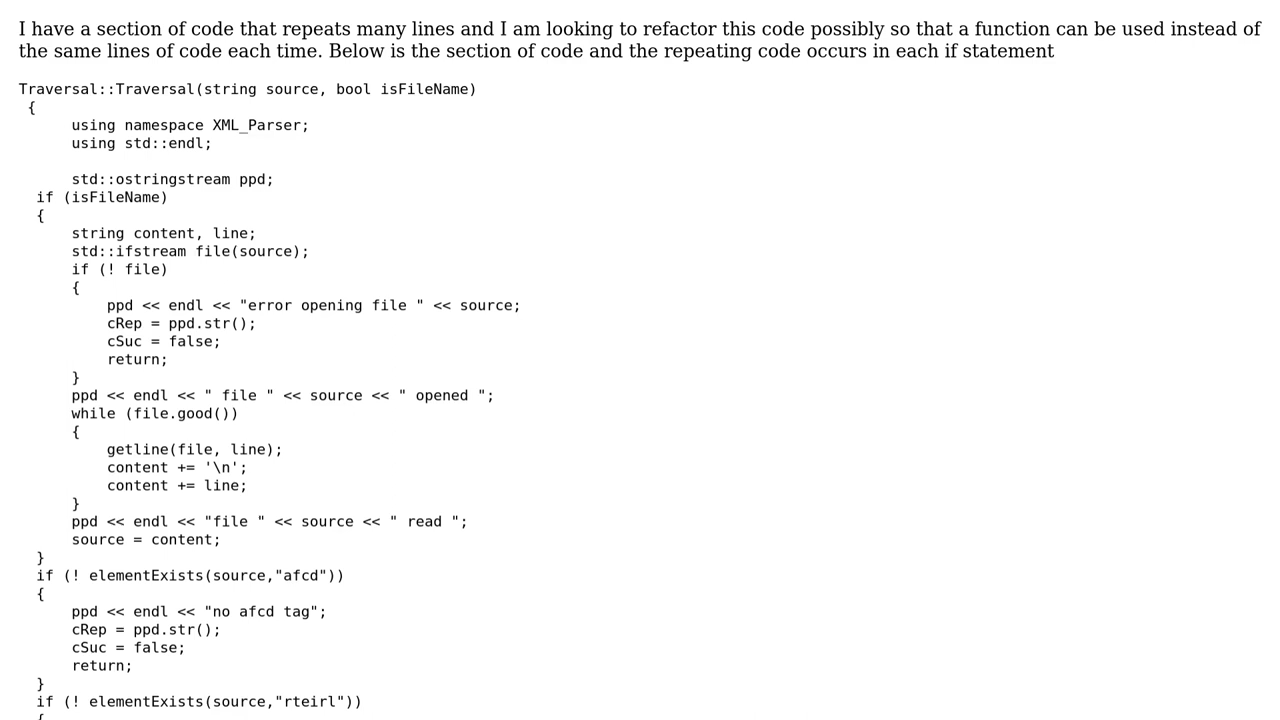 I have a section of code that repeats many lines and I am looking to refactor this code possibly so that a function can be used instead of
the same lines of code each time. Below is the section of code and the repeating code occurs in each if statement
Traversal::Traversal(string source, bool isFileName)
{
using namespace XML_Parser;
using std::endl;
std::ostringstream ppd;
if (isFileName)
{
string content, line;
std::ifstream file(source);
if (! file)
{
ppd << endl << "error opening file " << source;
cRep = ppd.str();
cSuc = false;
return;
}
ppd << endl << " file " << source << " opened ";
while (file.good())
{
getline(file, line);
content += '\n';
content += line;
}
ppd << endl << "file " << source << " read ";
source = content;
}
if (! elementExists(source,"afcd"))
{
ppd << endl << "no afcd tag";
cRep = ppd.str();
cSuc = false;
return;
}
if (! elementExists(source,"rteirl"))
{